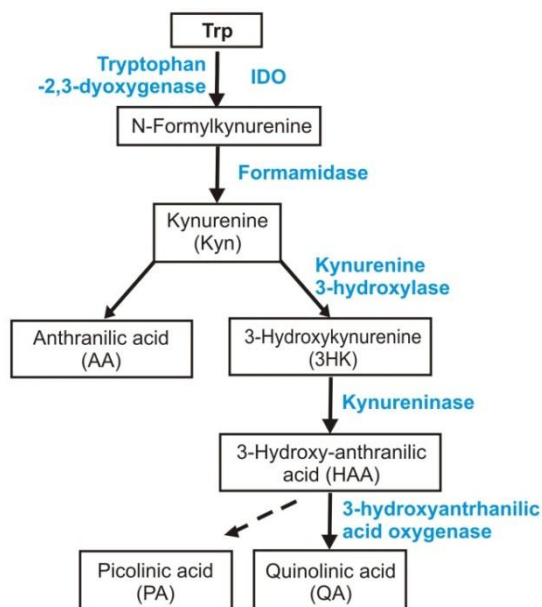 Trp
Tryptophan
-2,3-dyoxygenase
IDO
N-Formylkynurenine
Formamidase
Kynurenine
(Kyn)
Kynurenine
3-hydroxylase
Anthranilic acid
(AA)
3-Hydroxykynurenine
(3HK)
Kynureninase
3-Hydroxy-anthranilic
acid (HAA)
3-hydroxyantrhanilic
acid oxygenase
Picolinic acid
(PA)
Quinolinic acid
(QA)